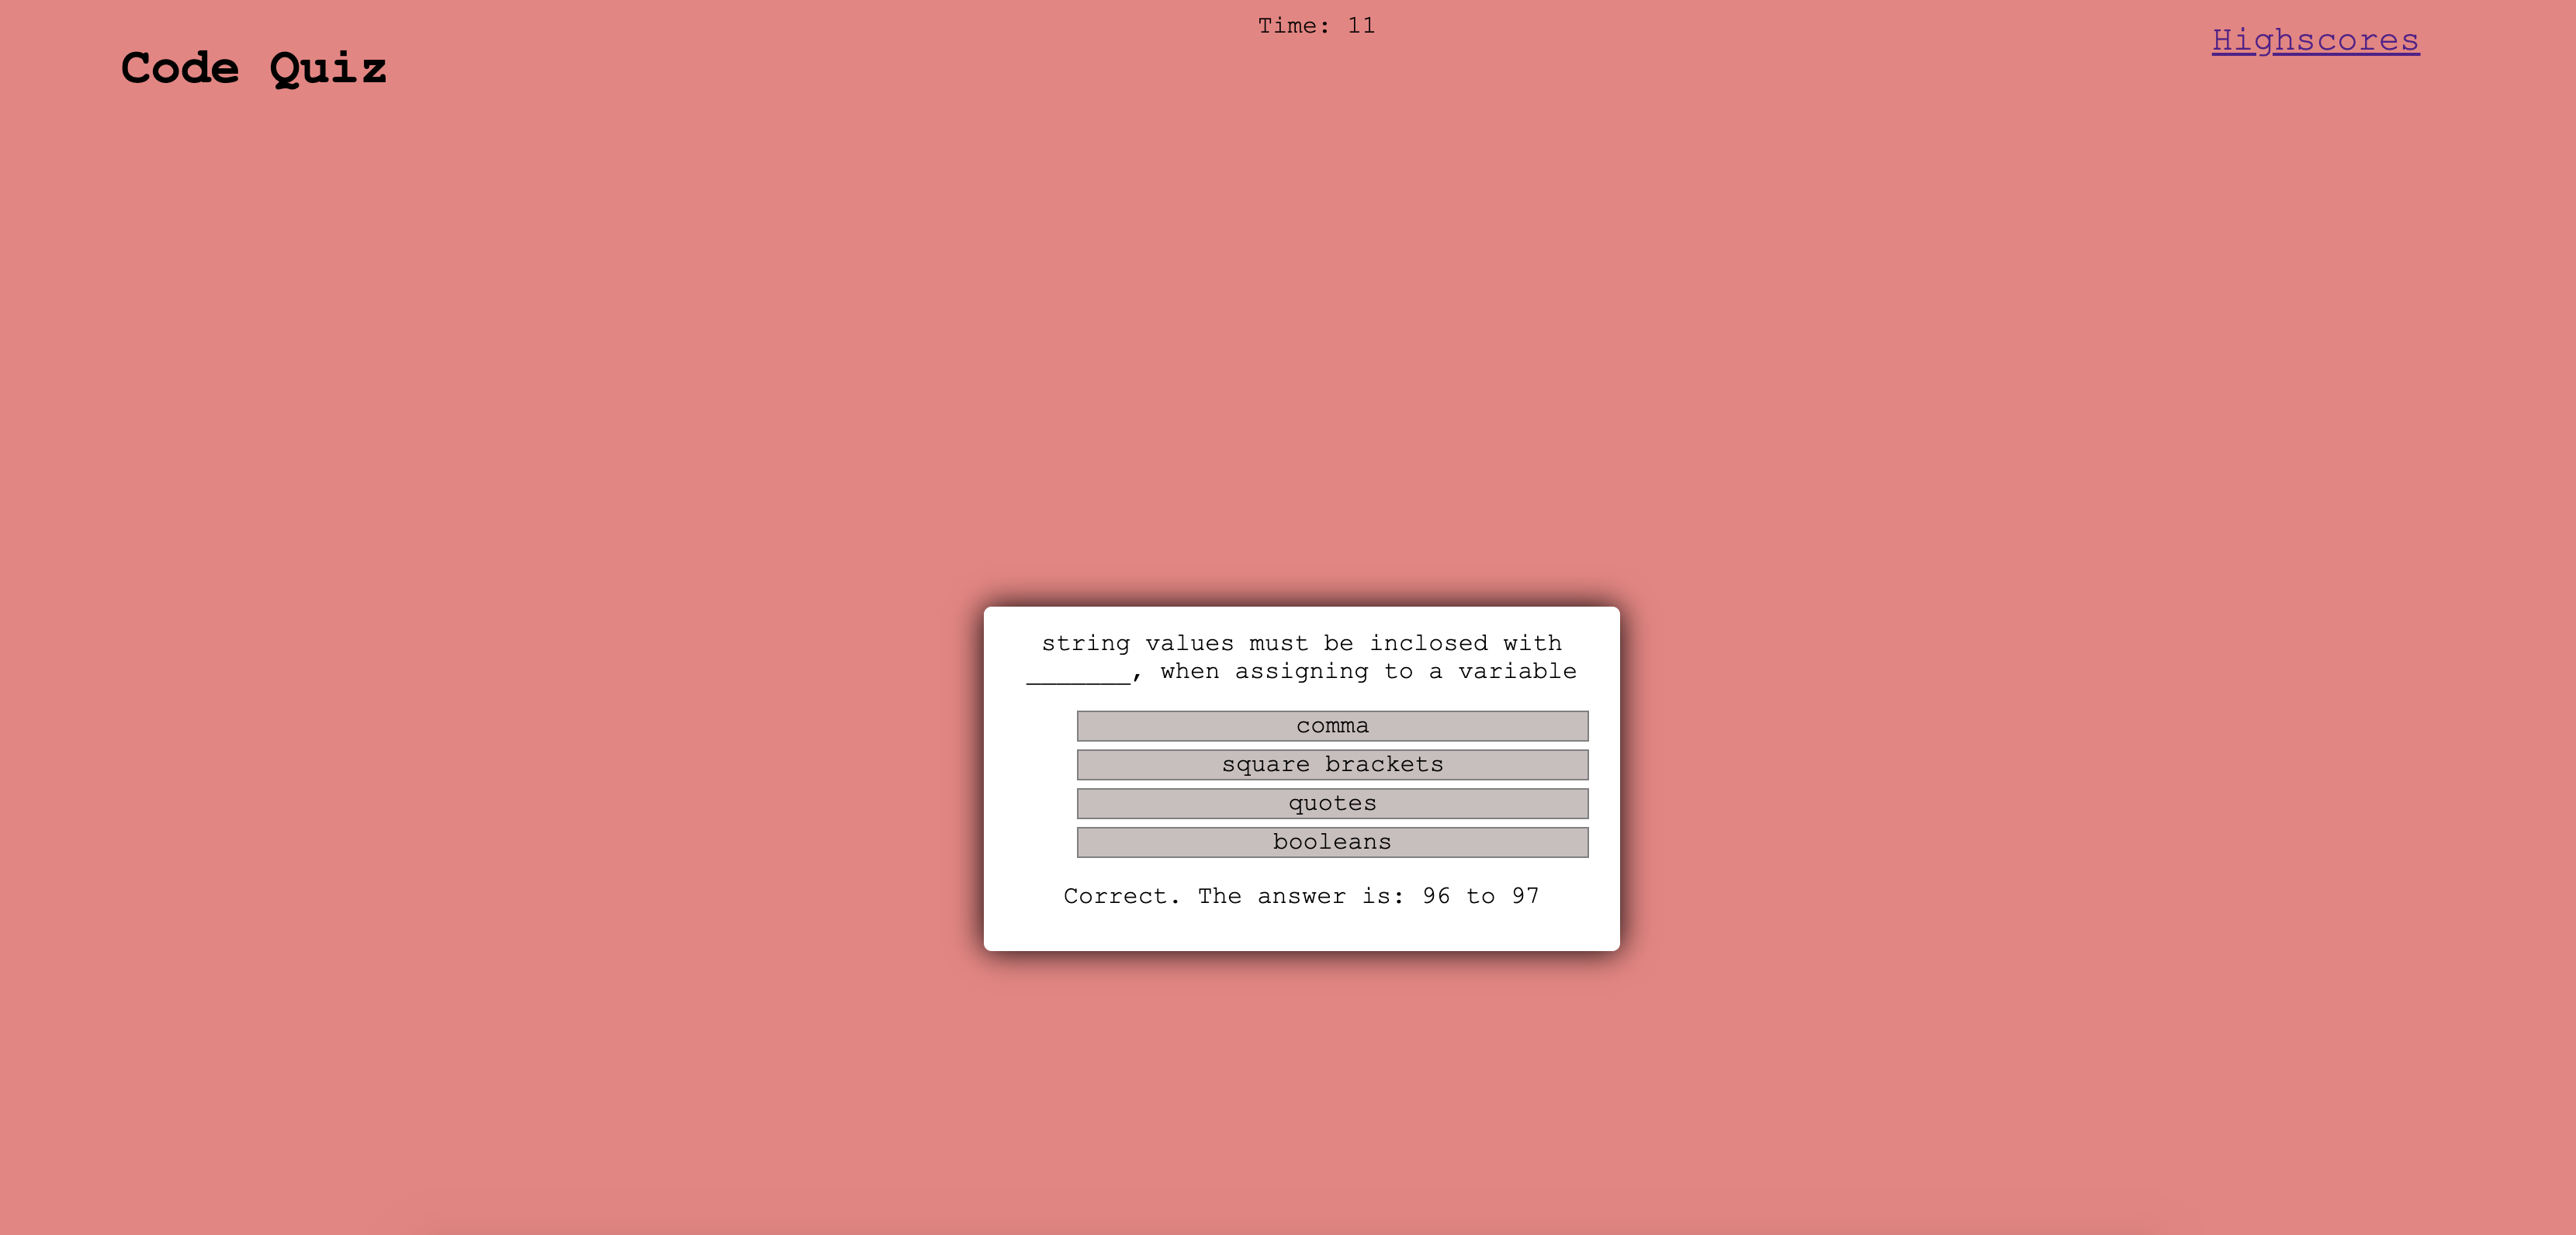 Time: 11
Code Quiz
Highscores
string values must be inclosed with
_______, when assigning to a variable
comma
square brackets
quotes
booleans
Correct. The answer is: 96 to 97